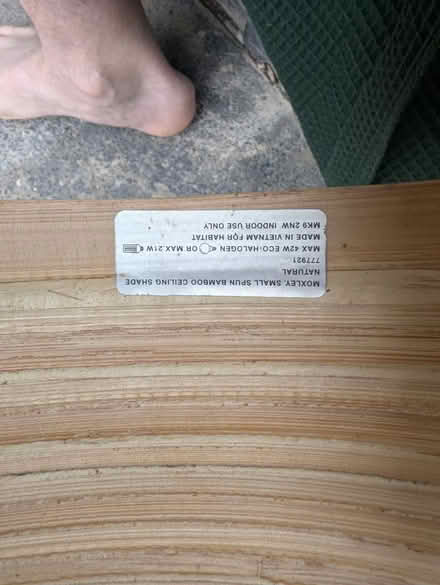 MOXLEY. SMALL SPUN BAMBOO CEILING SHADE
NATURAL
777921
MAX 42W ECO-HALOGEN OR MAX 21W
MADE IN VIETNAM FOR HABITAT
MK9 2NW INDOOR USE ONLY